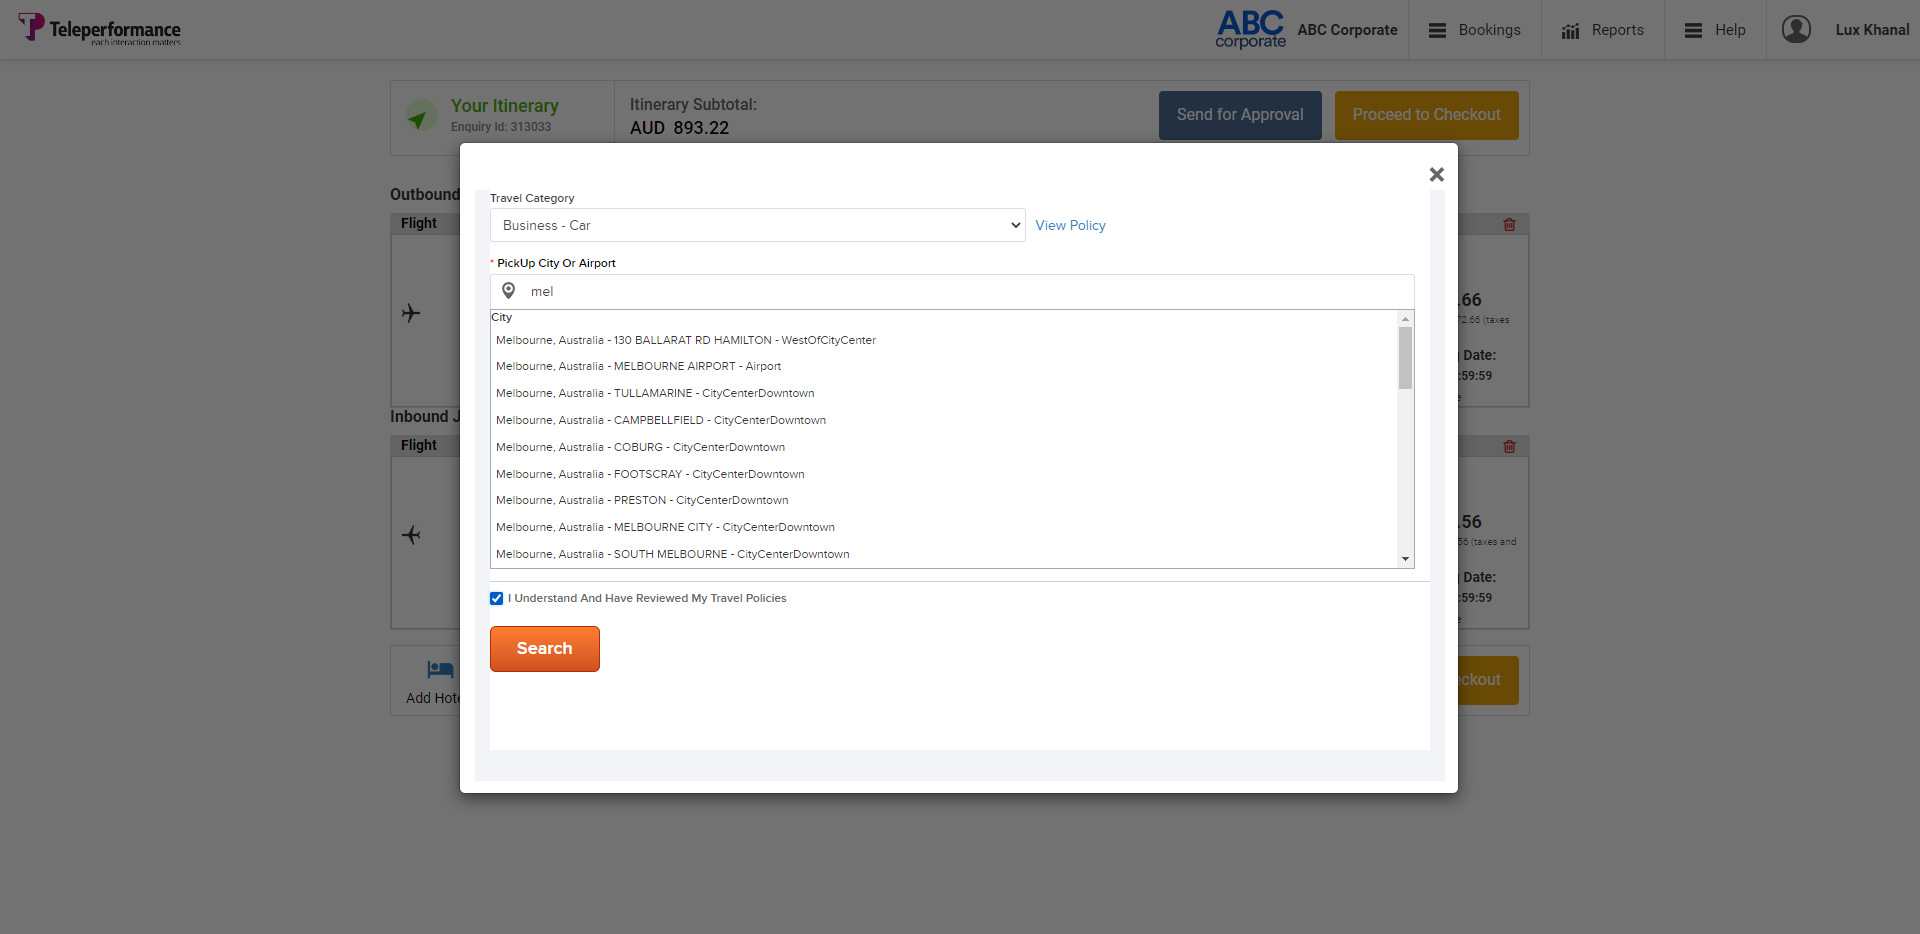 Teleperformance
each interaction matters
ABC
corporate
ABC Corporate
Bookings
Reports
Help
Lux Khanal
Your Itinerary
Enquiry Id: 313033
Itinerary Subtotal:
AUD 893.22
Send for Approval
Proceed to Checkout
Outbound
Flight
Travel Category
Business - Car
View Policy
* PickUp City Or Airport
mel
City
Melbourne, Australia - 130 BALLARAT RD HAMILTON - WestOfCityCenter
Melbourne, Australia - MELBOURNE AIRPORT - Airport
Melbourne, Australia - TULLAMARINE - CityCenterDowntown
Melbourne, Australia - CAMPBELLFIELD - CityCenterDowntown
Melbourne, Australia - COBURG - CityCenterDowntown
Melbourne, Australia - FOOTSCRAY - CityCenterDowntown
Melbourne, Australia - PRESTON - CityCenterDowntown
Melbourne, Australia - MELBOURNE CITY - CityCenterDowntown
Melbourne, Australia - SOUTH MELBOURNE - CityCenterDowntown
I Understand And Have Reviewed My Travel Policies
Search
.66
72.66 (taxes
Date:
:59:59
e
Inbound J
Flight
.56
56 (taxes and
Date:
:59:59
e
Add Hote
eckout